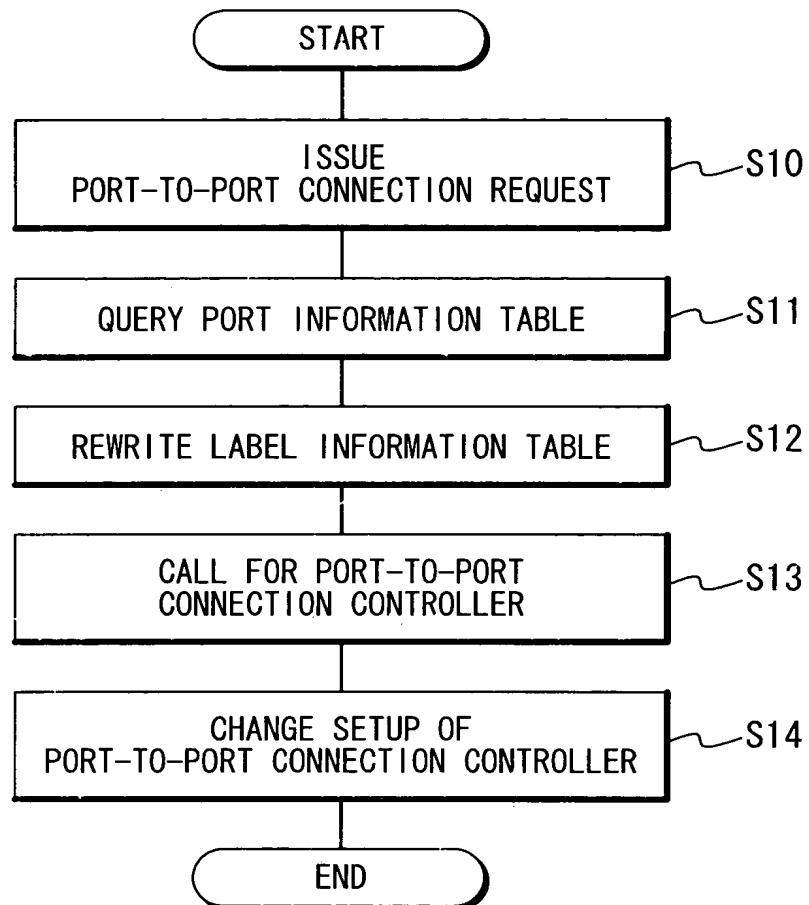 START
ISSUE
PORT-TO-PORT CONNECTION REQUEST
S10
QUERY PORT INFORMATION TABLE
S11
REWRITE LABEL INFORMATION TABLE
S12
CALL FOR PORT-TO-PORT
CONNECTION CONTROLLER
S13
CHANGE SETUP OF
PORT-TO-PORT CONNECTION CONTROLLER
S14
END